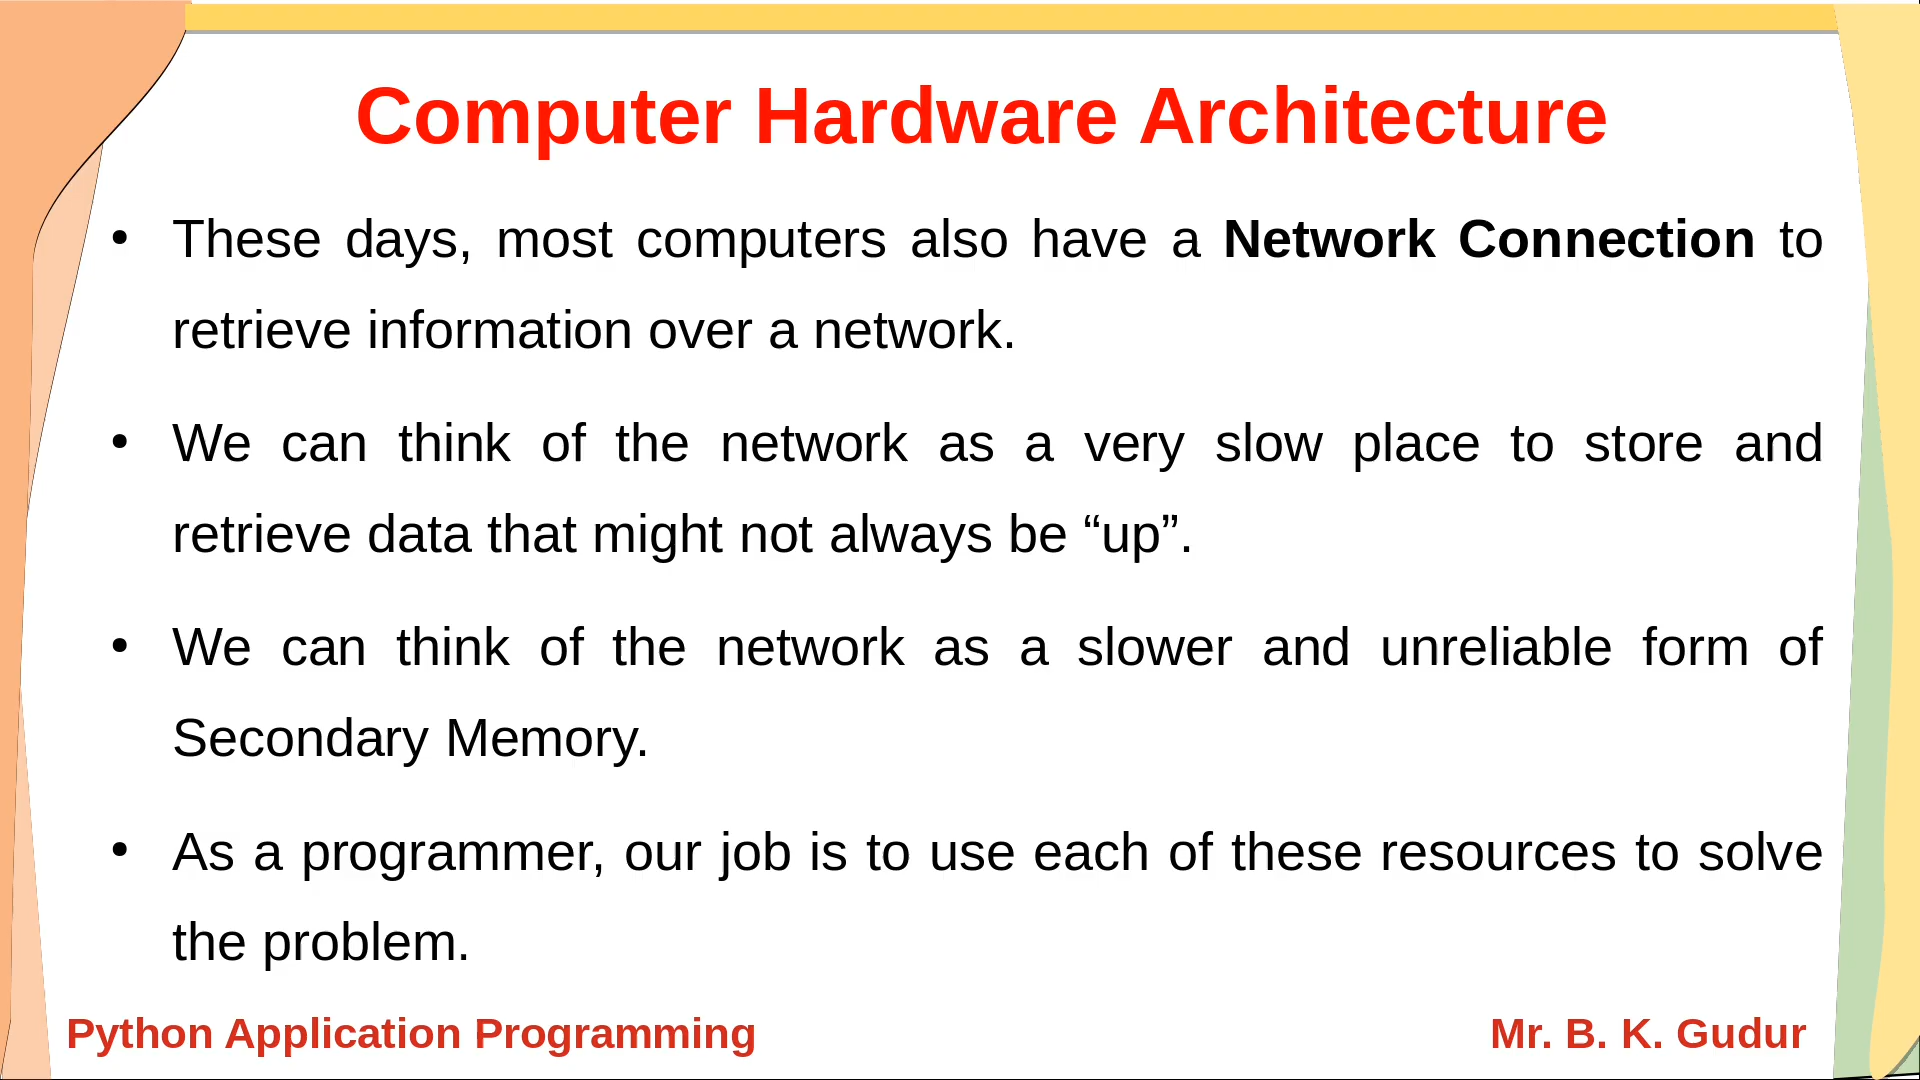 Computer Hardware Architecture
• These days, most computers also have a Network Connection to
retrieve information over a network.
• We can think of the network as a very slow place to store and
retrieve data that might not always be “up”.
• We can think of the network as a slower and unreliable form of
Secondary Memory.
• As a programmer, our job is to use each of these resources to solve
the problem.
Python Application Programming
Mr. B. K. Gudur